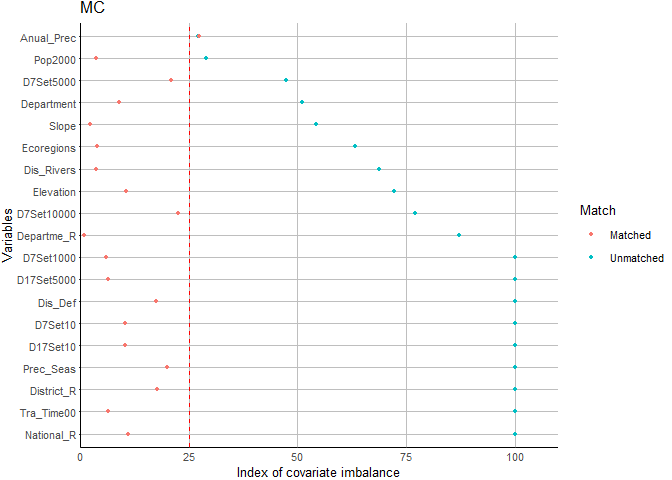 MC
Variables
Anual_Prec
Pop2000
D7Set5000
Department
Slope
Ecoregions
Dis_Rivers
Elevation
D7Set10000
Departme_R
D7Set1000
D17Set5000
Dis_Def
D7Set10
D17Set10
Prec_Seas
District_R
Tra_Time00
National_R
0 25 50 75 100
Index of covariate imbalance
Match
Matched
Unmatched